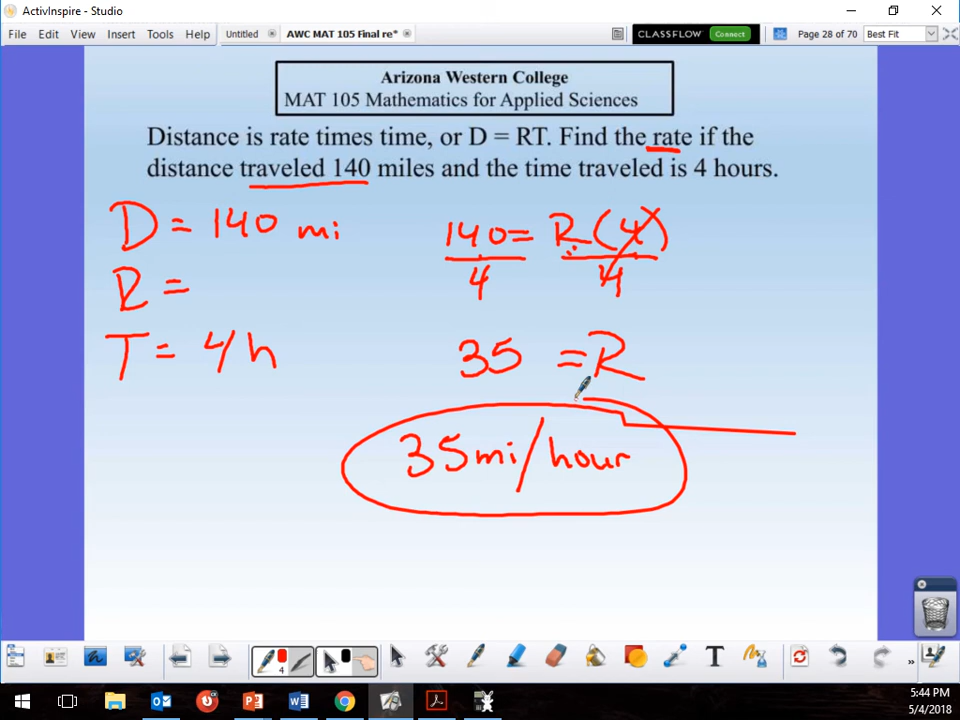 ActivInspire - Studio
File Edit View Insert Tools Help Untitled AWC MAT 105 Final re* CLASSFLOW Connect Page 28 of 70 Best Fit
Arizona Western College
MAT 105 Mathematics for Applied Sciences
Distance is rate times time, or D = RT. Find the rate if the
distance traveled 140 miles and the time traveled is 4 hours.
D = 140 mi
R =
T = 4/h
140 = R(4)
4 4
35 = R
35mi/hour
4
T
»
5:44 PM
5/4/2018